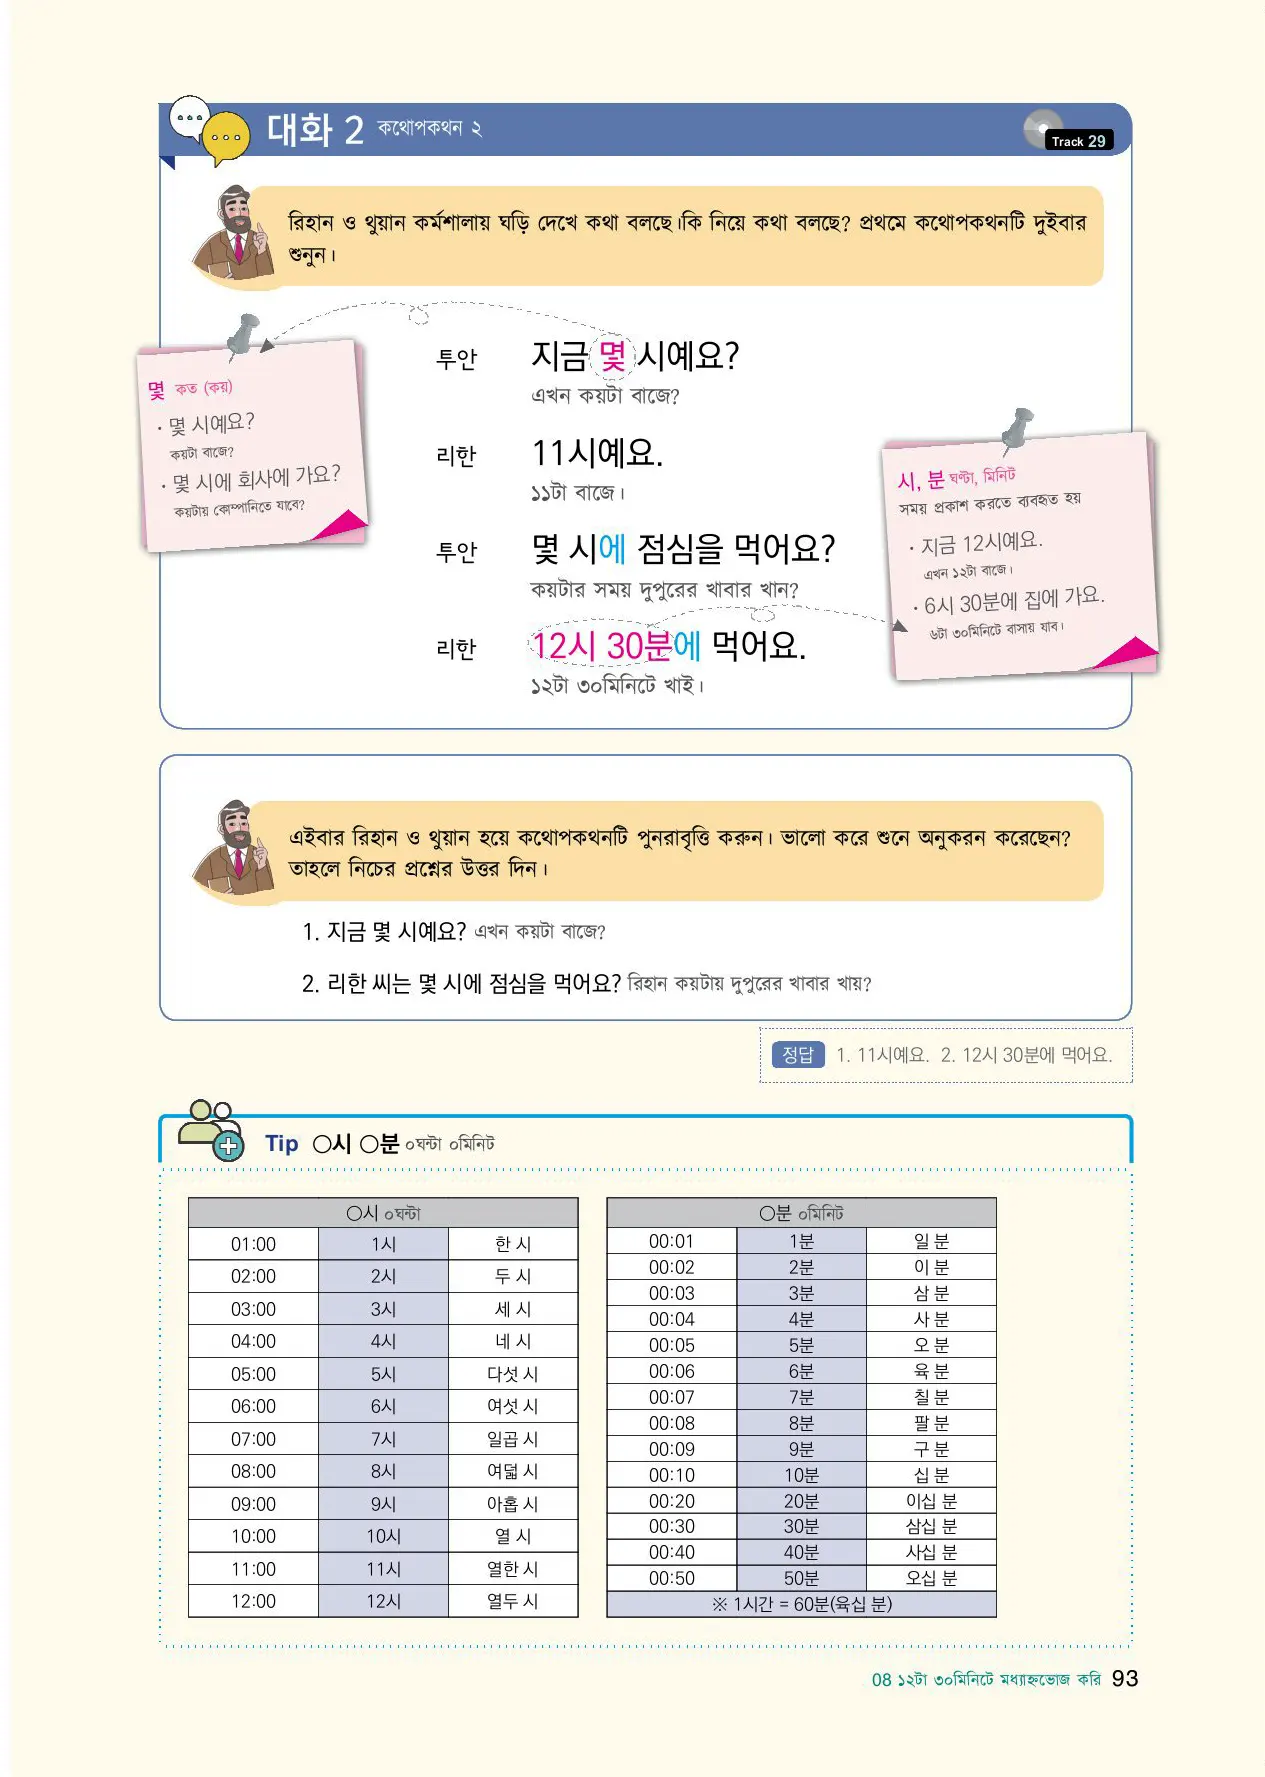 대화 2 কথোপকথন ২
Track 29
রিহান ও থুয়ান কর্মশালায় ঘড়ি দেখে কথা বলছে।কি নিয়ে কথা বলছে? প্রথমে কথোপকথনটি দুইবার
শুনুন।
몇 কত (কয়)
· 몇 시예요?
কয়টা বাজে?
· 몇 시에 회사에 가요?
কয়টায় কোম্পানিতে যাবে?
투안 지금 몇 시예요?
এখন কয়টা বাজে?
리한 11시예요.
১১টা বাজে।
투안 몇 시에 점심을 먹어요?
কয়টার সময় দুপুরের খাবার খান?
리한 12시 30분에 먹어요.
১২টা ৩০মিনিটে খাই।
시, 분 ঘণ্টা, মিনিট
সময় প্রকাশ করতে ব্যবহৃত হয়
· 지금 12시예요.
এখন ১২টা বাজে।
· 6시 30분에 집에 가요.
৬টা ৩০মিনিটে বাসায় যাব।
এইবার রিহান ও থুয়ান হয়ে কথোপকথনটি পুনরাবৃত্তি করুন। ভালো করে শুনে অনুকরন করেছেন?
তাহলে নিচের প্রশ্নের উত্তর দিন।
1. 지금 몇 시예요? এখন কয়টা বাজে?
2. 리한 씨는 몇 시에 점심을 먹어요? রিহান কয়টায় দুপুরের খাবার খায়?
정답 1. 11시예요. 2. 12시 30분에 먹어요.
Tip ○시 ○분 ০ঘন্টা ০মিনিট
○시 ০ঘন্টা
01:00 1시 한 시
02:00 2시 두 시
03:00 3시 세 시
04:00 4시 네 시
05:00 5시 다섯 시
06:00 6시 여섯 시
07:00 7시 일곱 시
08:00 8시 여덟 시
09:00 9시 아홉 시
10:00 10시 열 시
11:00 11시 열한 시
12:00 12시 열두 시
○분 ০মিনিট
00:01 1분 일 분
00:02 2분 이 분
00:03 3분 삼 분
00:04 4분 사 분
00:05 5분 오 분
00:06 6분 육 분
00:07 7분 칠 분
00:08 8분 팔 분
00:09 9분 구 분
00:10 10분 십 분
00:20 20분 이십 분
00:30 30분 삼십 분
00:40 40분 사십 분
00:50 50분 오십 분
※ 1시간 = 60분(육십 분)
08 ১২টা ৩০মিনিটে মধ্যাহ্নভোজ করি 93